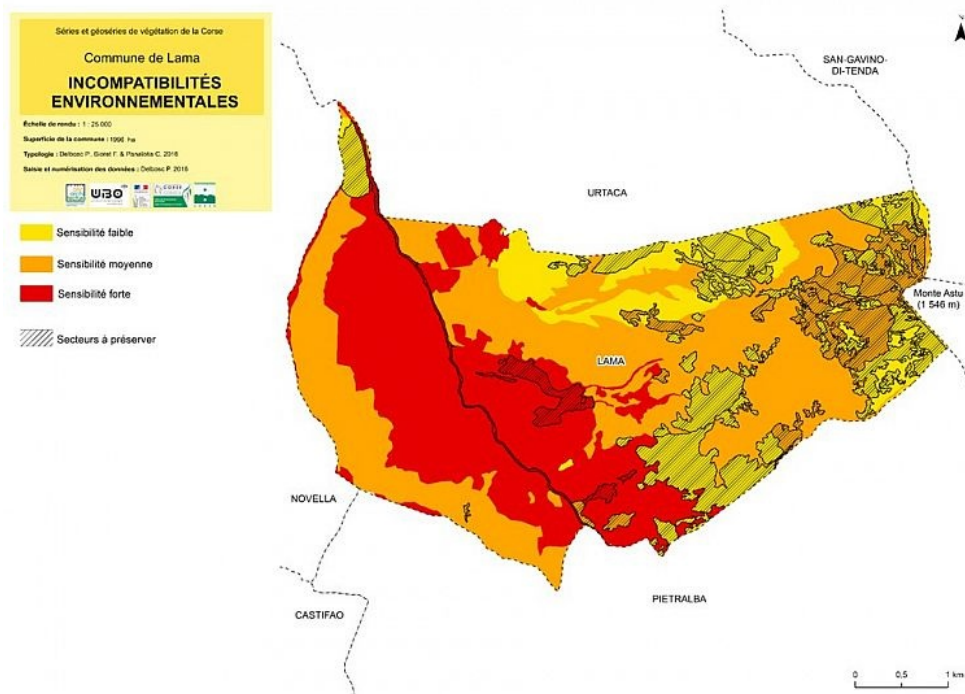 Séries et géoséries de végétation de la Corse
Commune de Lama
INCOMPATIBILITÉS
ENVIRONNEMENTALES
Échelle de rendu : 1 : 25 000
Superficie de la commune : 1996 ha
Typologie : Delbosc P., Bioret F. & Panaïotis C. 2016
Saisie et numérisation des données : Delbosc P. 2016
UBO
CORSE
Sensibilité faible
Sensibilité moyenne
Sensibilité forte
Secteurs à préserver
SAN-GAVINO-
DI-TENDA
URTACA
Monte Astu
(1 546 m)
LAMA
NOVELLA
PIETRALBA
CASTIFAO
0 0,5 1 km